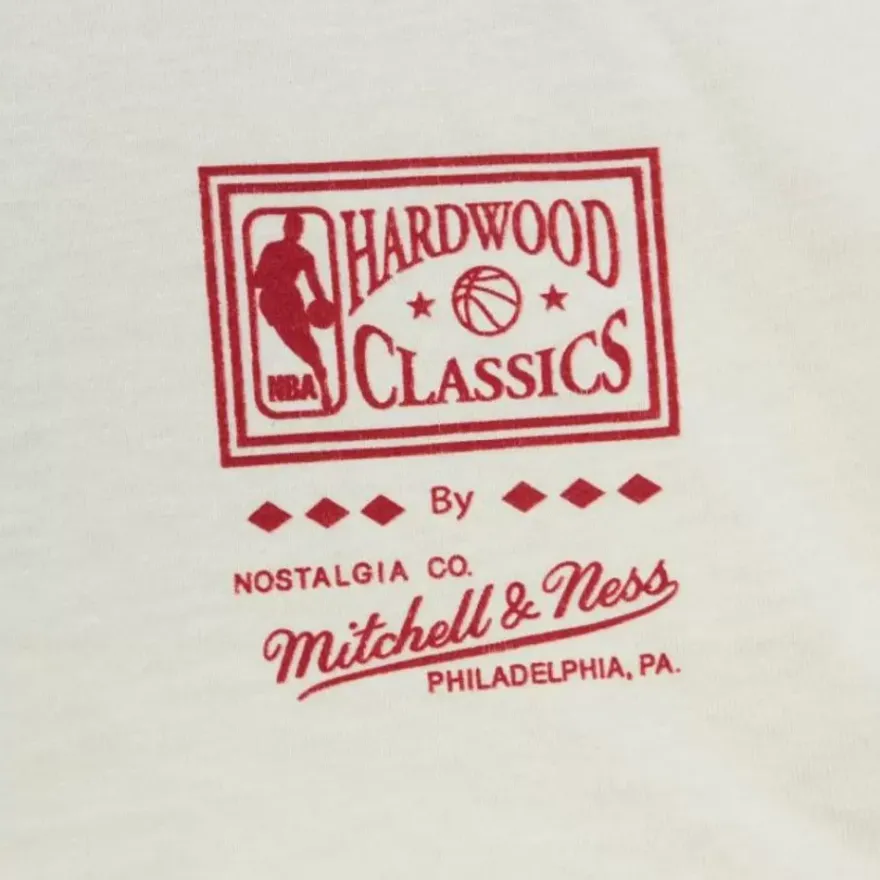 HARDWOOD
CLASSICS
NBA
By
NOSTALGIA CO.
Mitchell & Ness
PHILADELPHIA, PA.